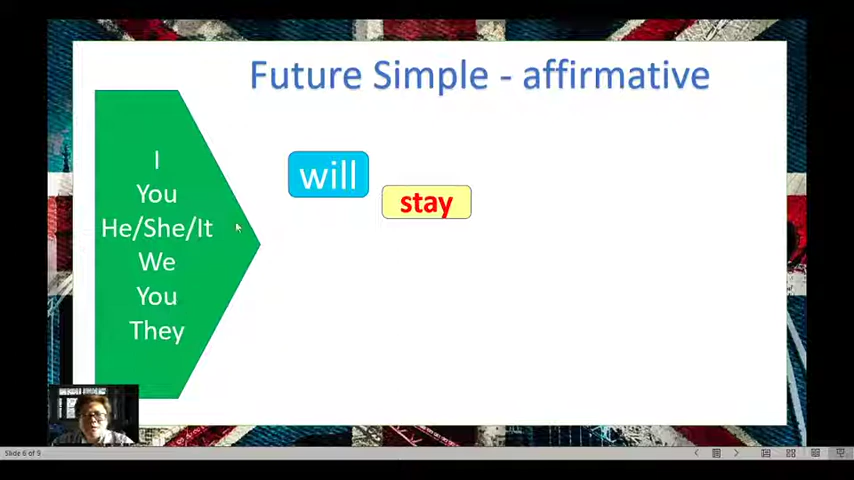 Future Simple - affirmative
I
You
He/She/It
We
You
They
will
stay
Slide 6 of 9